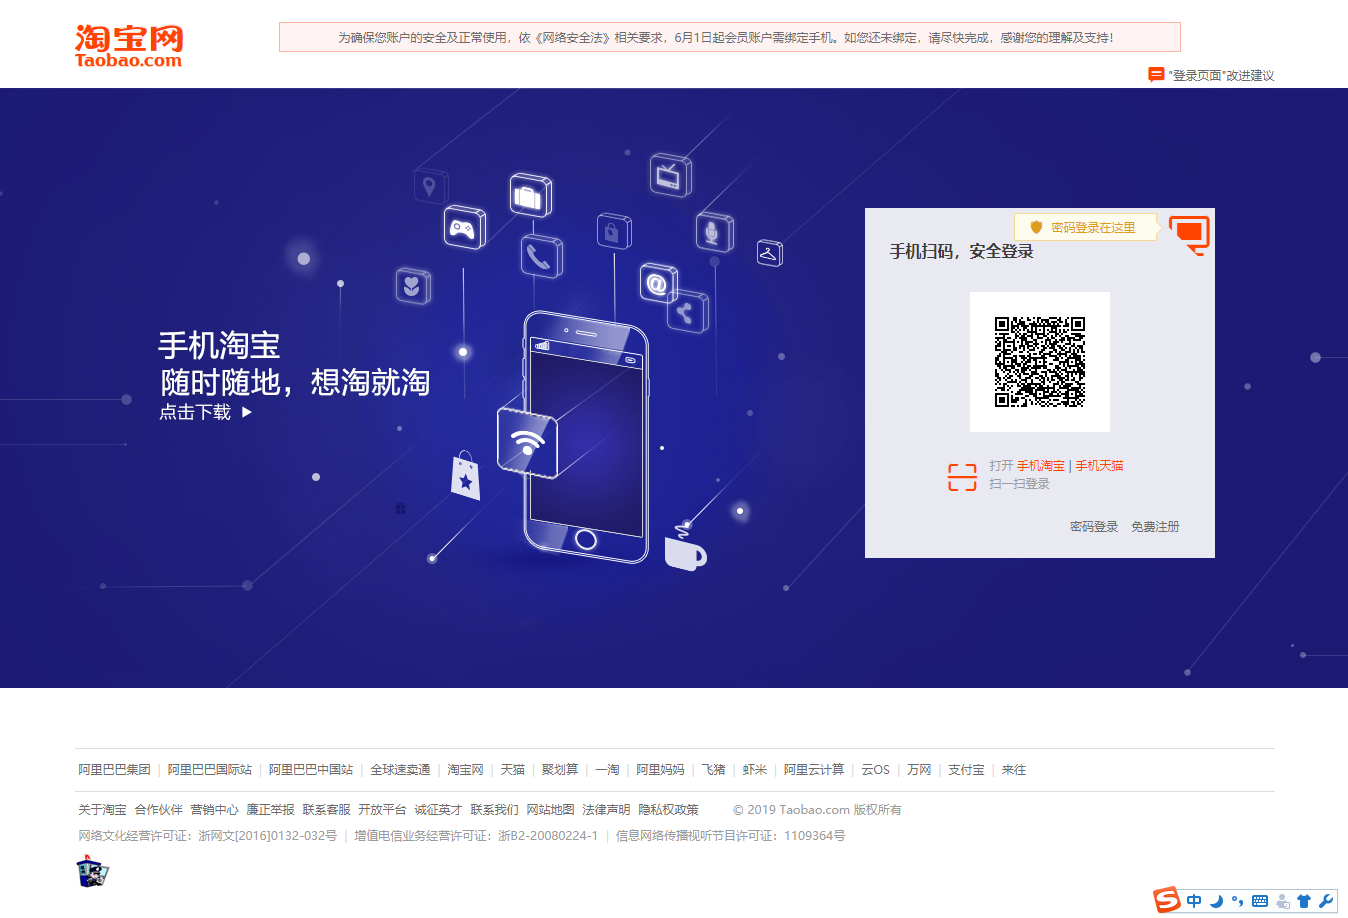 淘宝网
Taobao.com
为确保您账户的安全及正常使用，依《网络安全法》相关要求，6月1日起会员账户需绑定手机。如您还未绑定，请尽快完成，感谢您的理解及支持！
"登录页面"改进建议
密码登录在这里
手机扫码，安全登录
手机淘宝
随时随地，想淘就淘
点击下载
打开 手机淘宝 | 手机天猫
扫一扫登录
密码登录 免费注册
阿里巴巴集团 | 阿里巴巴国际站 | 阿里巴巴中国站 | 全球速卖通 | 淘宝网 | 天猫 | 聚划算 | 一淘 | 阿里妈妈 | 飞猪 | 虾米 | 阿里云计算 | 云OS | 万网 | 支付宝 | 来往
关于淘宝 合作伙伴 营销中心 廉正举报 联系客服 开放平台 诚征英才 联系我们 网站地图 法律声明 隐私权政策 © 2019 Taobao.com 版权所有
网络文化经营许可证：浙网文[2016]0132-032号 | 增值电信业务经营许可证：浙B2-20080224-1 | 信息网络传播视听节目许可证：1109364号
中